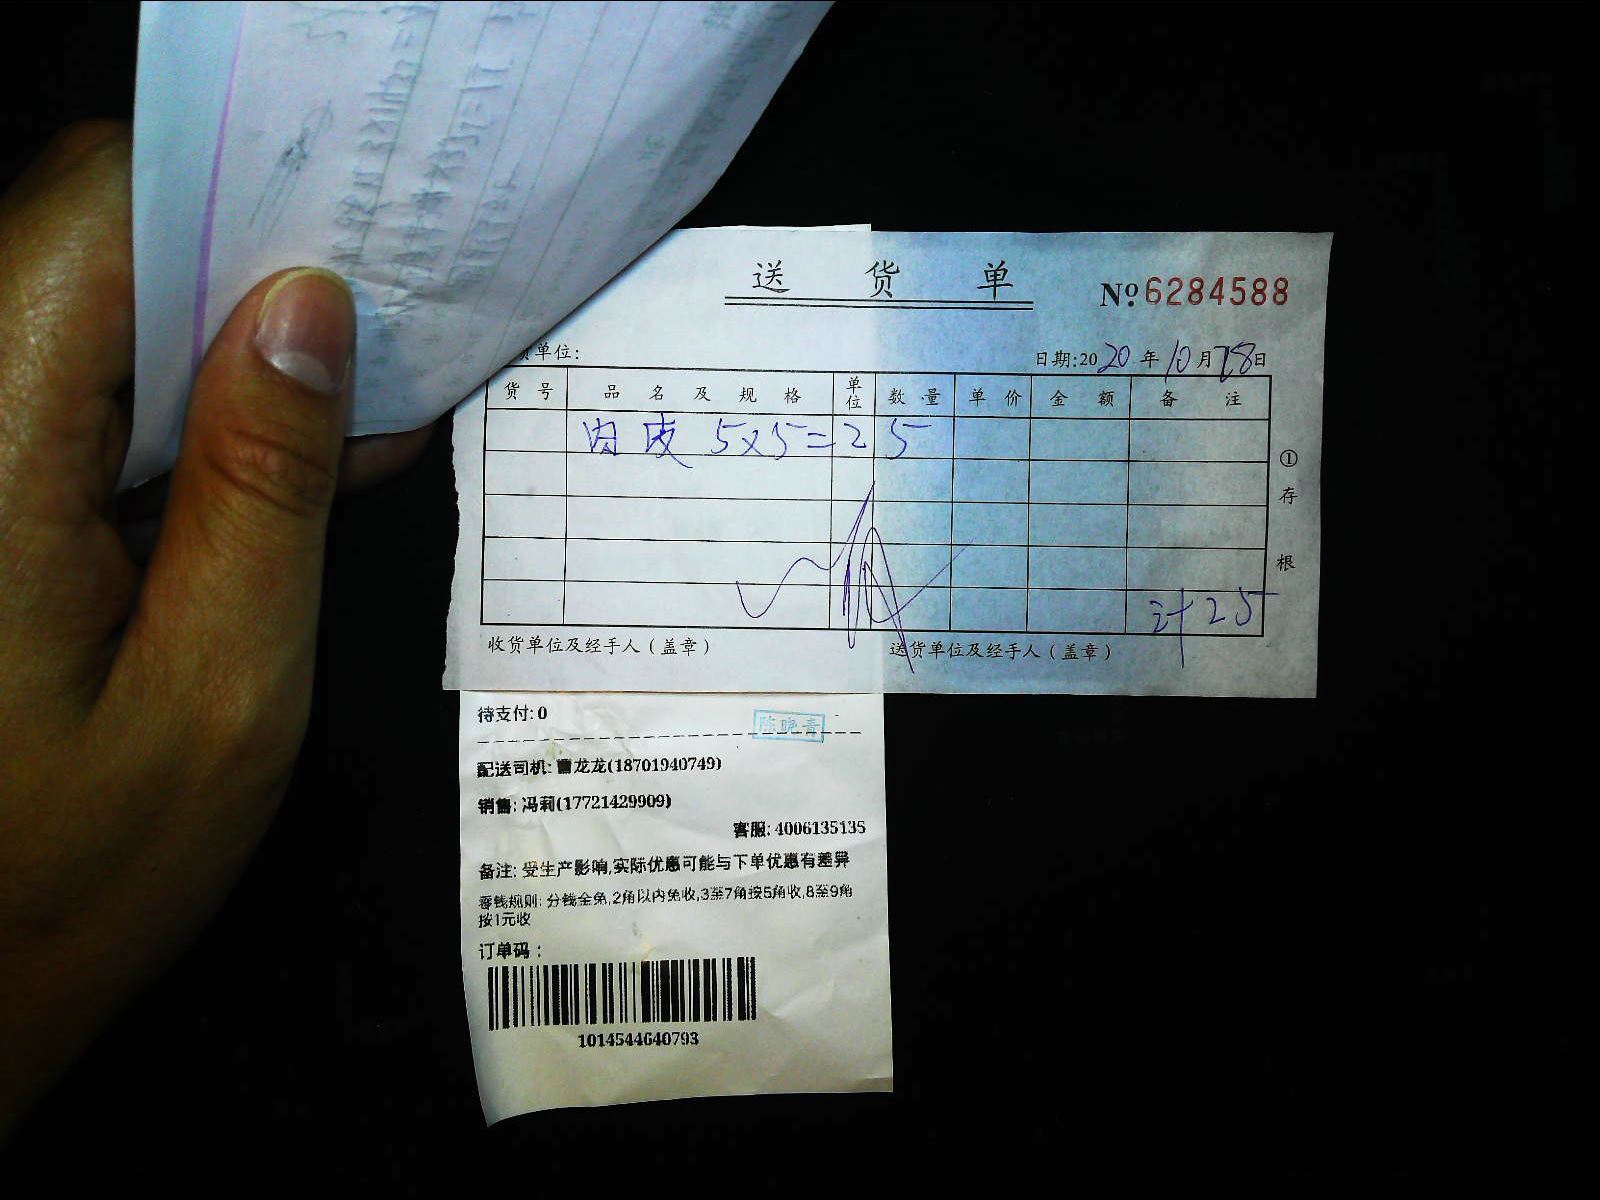 送 货 单
№ 6284588
货单位:
日期:2020年10月28日
货号 品名及规格 单位 数量 单价 金额 备注
肉皮 5x5=25
计25
①存根
收货单位及经手人(盖章) 送货单位及经手人(盖章)
待支付: 0
陈晓青
配送司机: 曹龙龙(18701940749)
销售: 冯莉(17721429909)
客服: 4006135135
备注: 受生产影响,实际优惠可能与下单优惠有差异
零钱规则: 分钱全免,2角以内免收,3至7角按5角收,8至9角
按1元收
订单码:
1014544640793